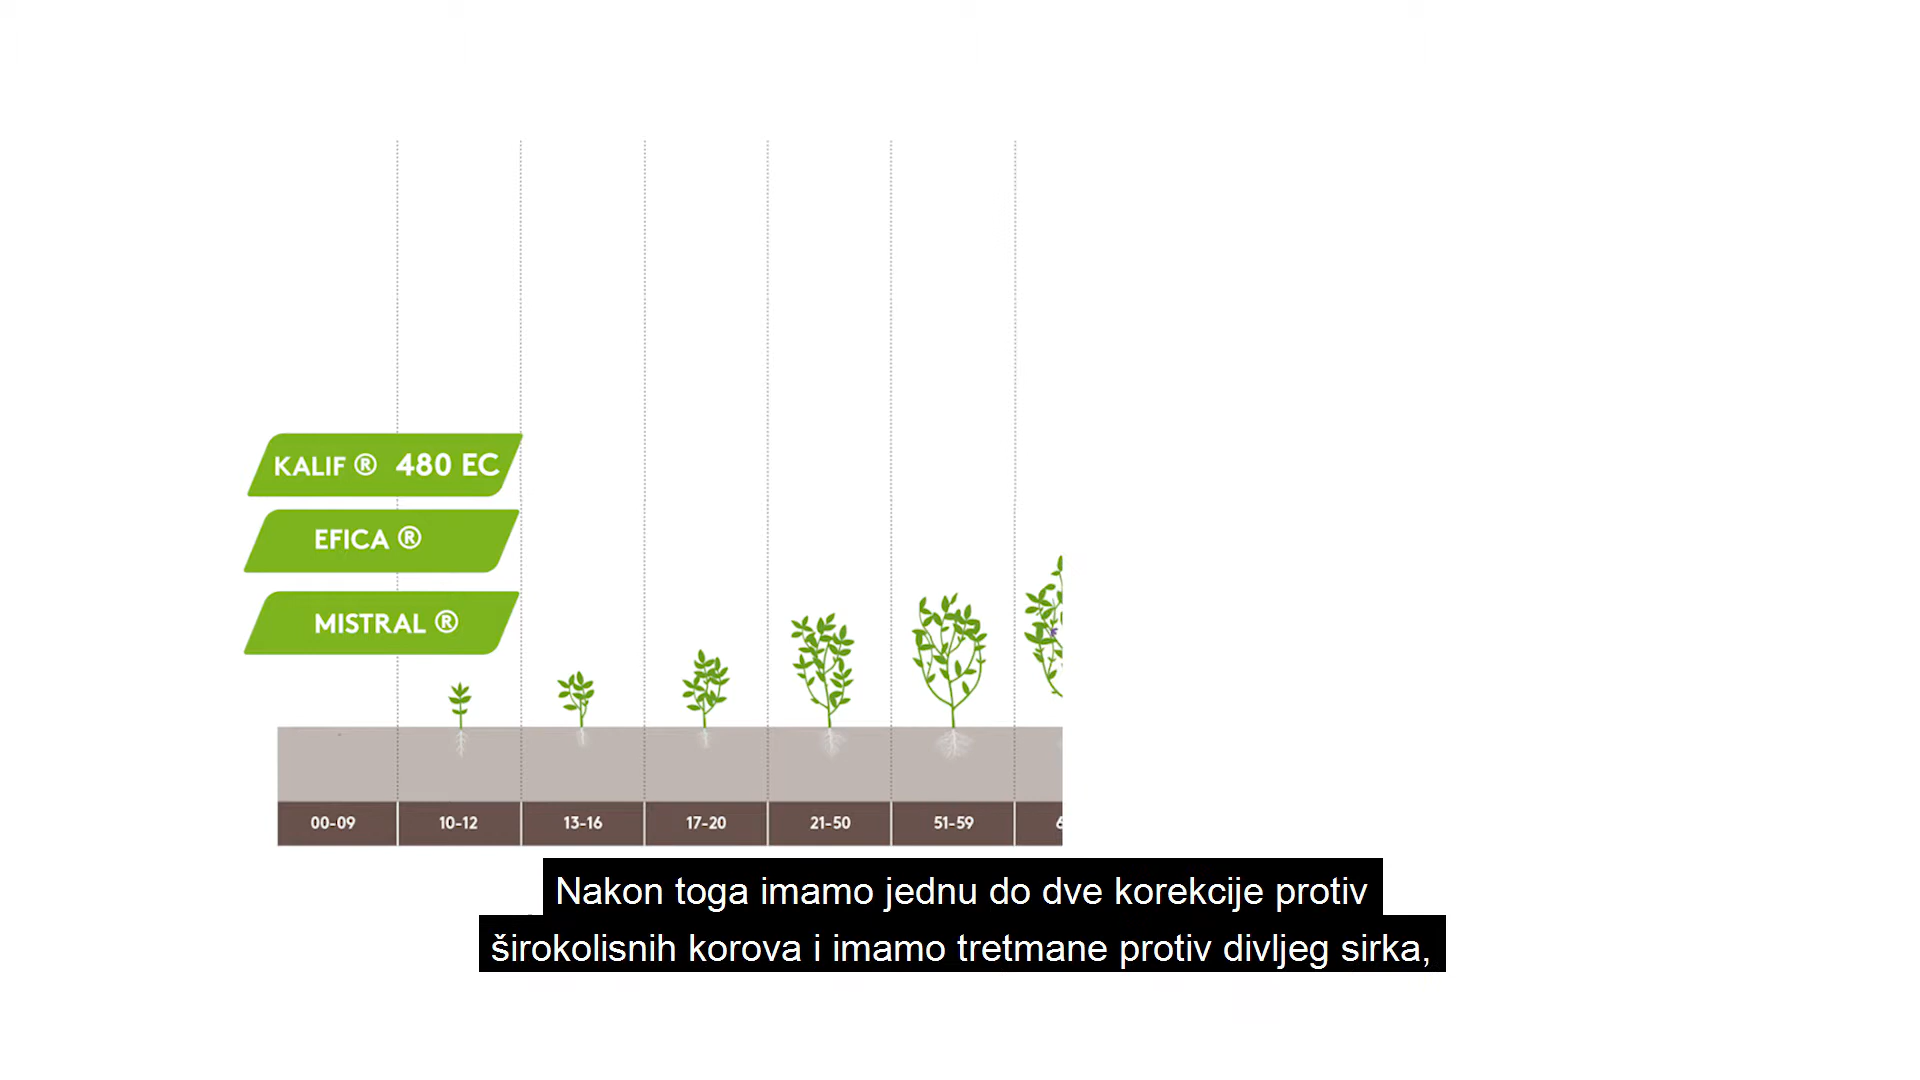 KALIF ® 480 EC
EFICA ®
MISTRAL ®
00-09 10-12 13-16 17-20 21-50 51-59
Nakon toga imamo jednu do dve korekcije protiv
širokolisnih korova i imamo tretmane protiv divljeg sirka,